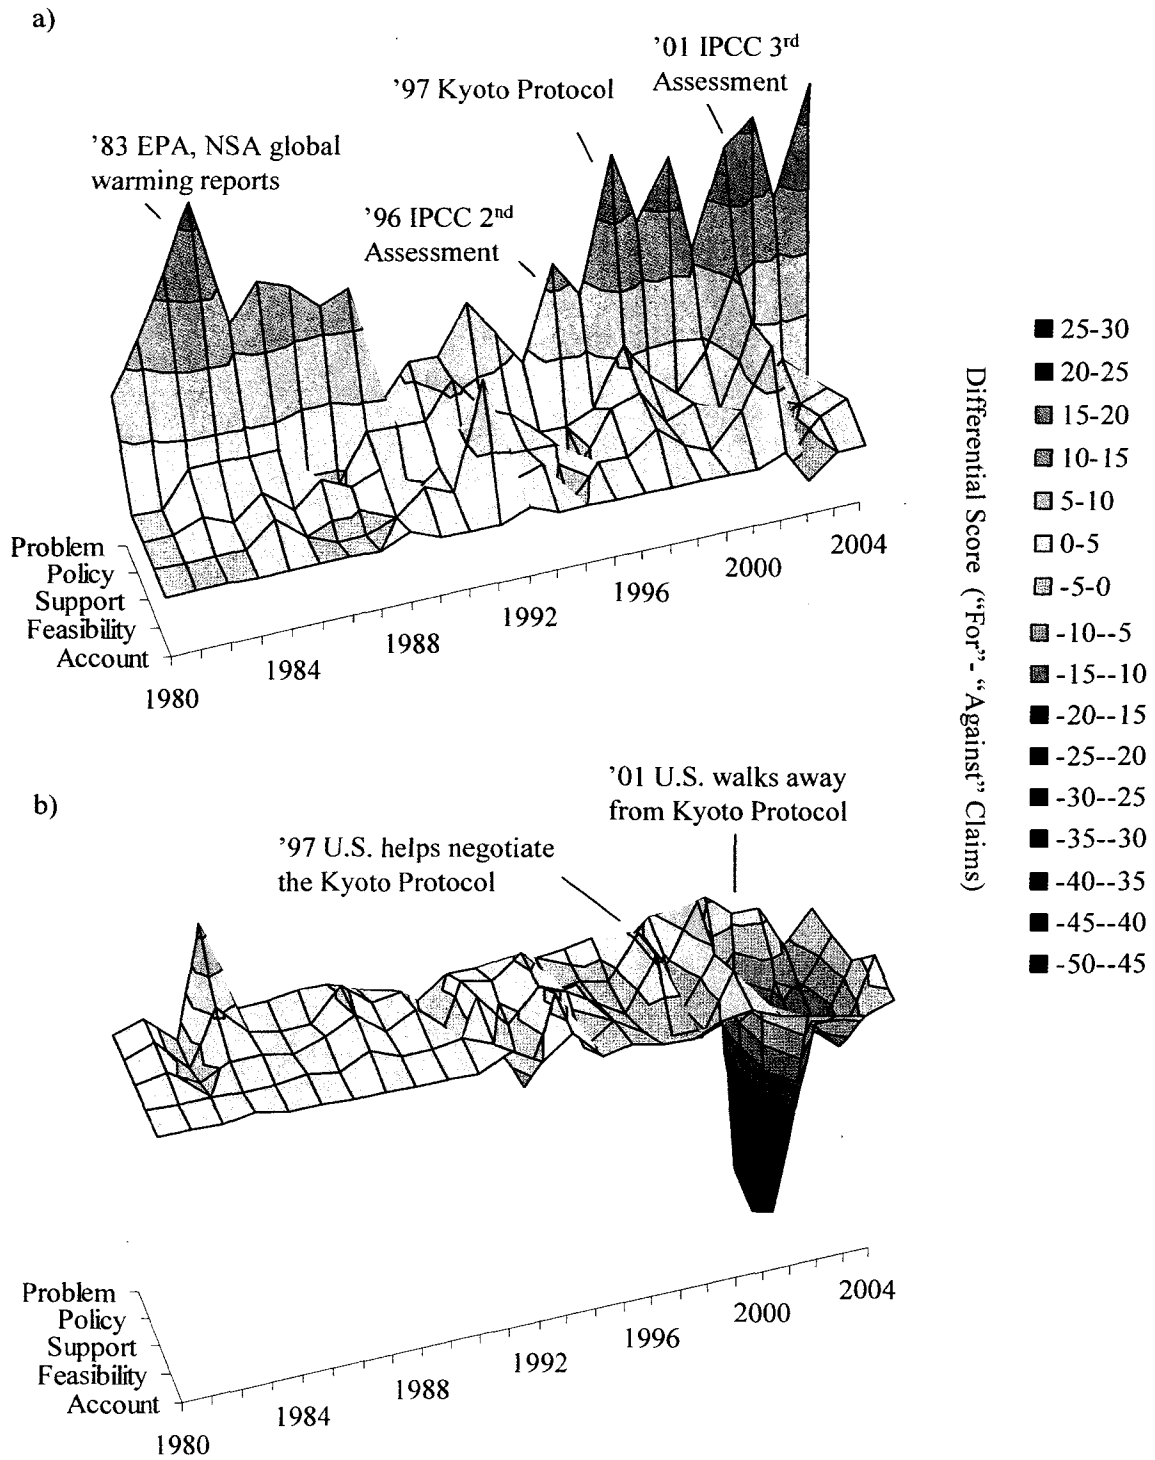 a)
'01 IPCC 3rd
Assessment
'97 Kyoto Protocol
'83 EPA, NSA global
warming reports
'96 IPCC 2nd
Assessment
Problem
Policy
Support
Feasibility
Account
1980
1984
1988
1992
1996
2000
2004
b)
'01 U.S. walks away
from Kyoto Protocol
'97 U.S. helps negotiate
the Kyoto Protocol
Problem
Policy
Support
Feasibility
Account
1980
1984
1988
1992
1996
2000
2004
Differential Score ("For"- "Against" Claims)
25-30
20-25
15-20
10-15
5-10
0-5
-5-0
-10--5
-15--10
-20--15
-25--20
-30--25
-35--30
-40--35
-45--40
-50--45